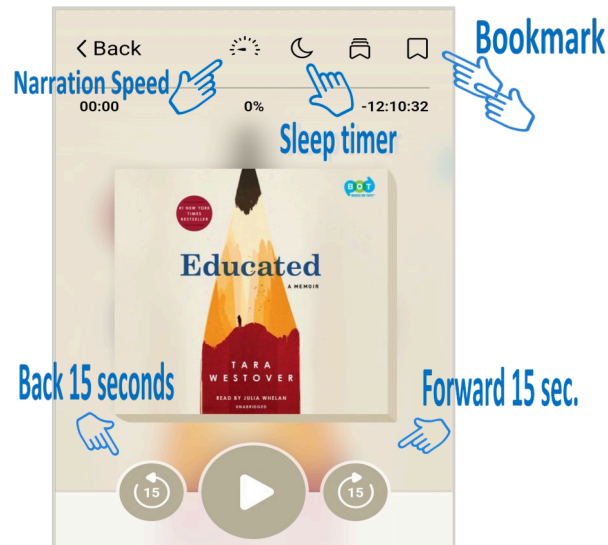 Bookmark
< Back
Narration Speed
00:00 0% -12:10:32
Sleep timer
BOT
#1 NEW YORK
TIMES
BESTSELLER
Educated
A MEMOIR
TARA
WESTOVER
READ BY JULIA WHELAN
UNABRIDGED
Back 15 seconds
Forward 15 sec.
15 15